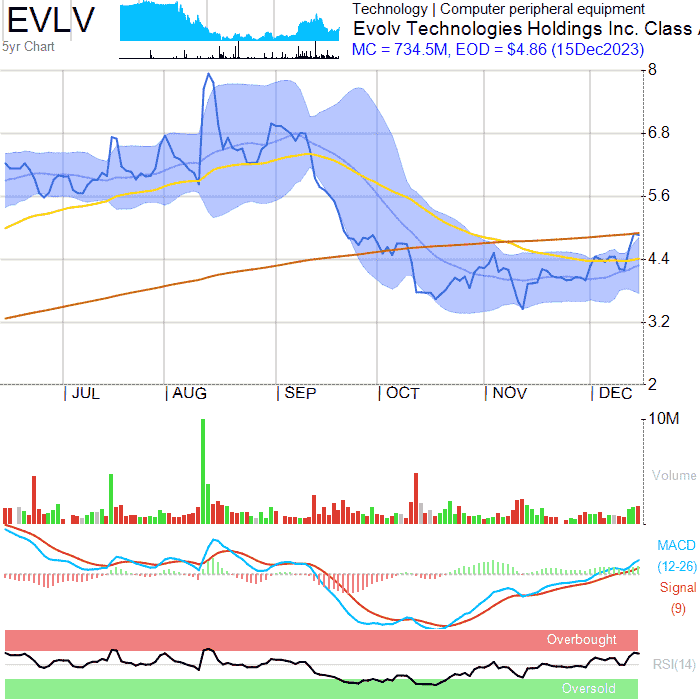 EVLV
5yr Chart
Technology | Computer peripheral equipment
Evolv Technologies Holdings Inc. Class
MC = 734.5M, EOD = $4.86 (15Dec2023)
8
6.8
5.6
4.4
3.2
2
JUL
AUG
SEP
OCT
NOV
DEC
10M
Volume
MACD
(12-26)
Signal
(9)
Overbought
RSI(14)
Oversold